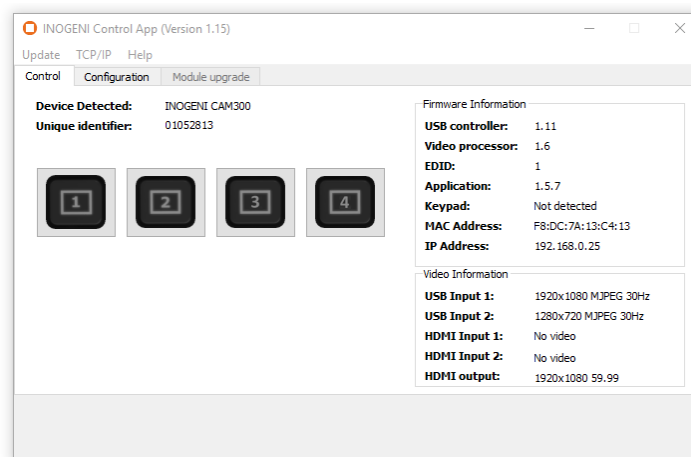 INOGENI Control App (Version 1.15)
Update TCP/IP Help
Control Configuration Module upgrade
Device Detected: INOGENI CAM300
Unique identifier: 01052813
1 2 3 4
Firmware Information
USB controller: 1.11
Video processor: 1.6
EDID: 1
Application: 1.5.7
Keypad: Not detected
MAC Address: F8:DC:7A:13:C4:13
IP Address: 192.168.0.25
Video Information
USB Input 1: 1920x1080 MJPEG 30Hz
USB Input 2: 1280x720 MJPEG 30Hz
HDMI Input 1: No video
HDMI Input 2: No video
HDMI output: 1920x1080 59.99